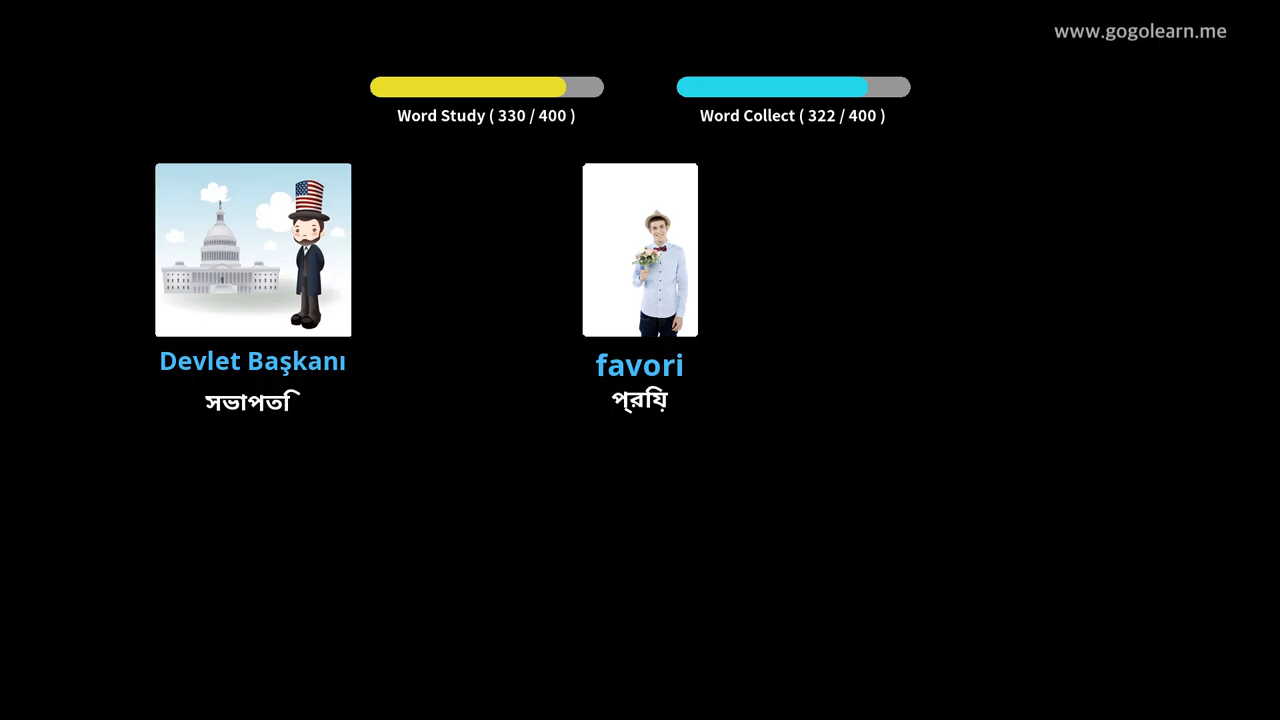 www.gogolearn.me
Word Study ( 330 / 400 )
Word Collect ( 322 / 400 )
Devlet Başkanı
সভাপতি
favori
প্রিয়